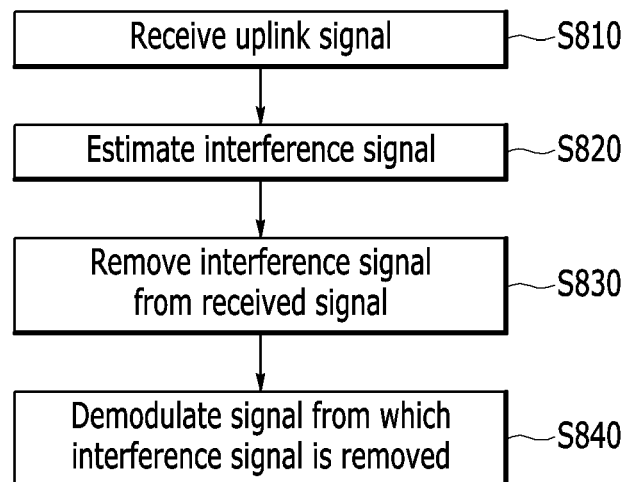 Receive uplink signal
S810
Estimate interference signal
S820
Remove interference signal
from received signal
S830
Demodulate signal from which
interference signal is removed
S840